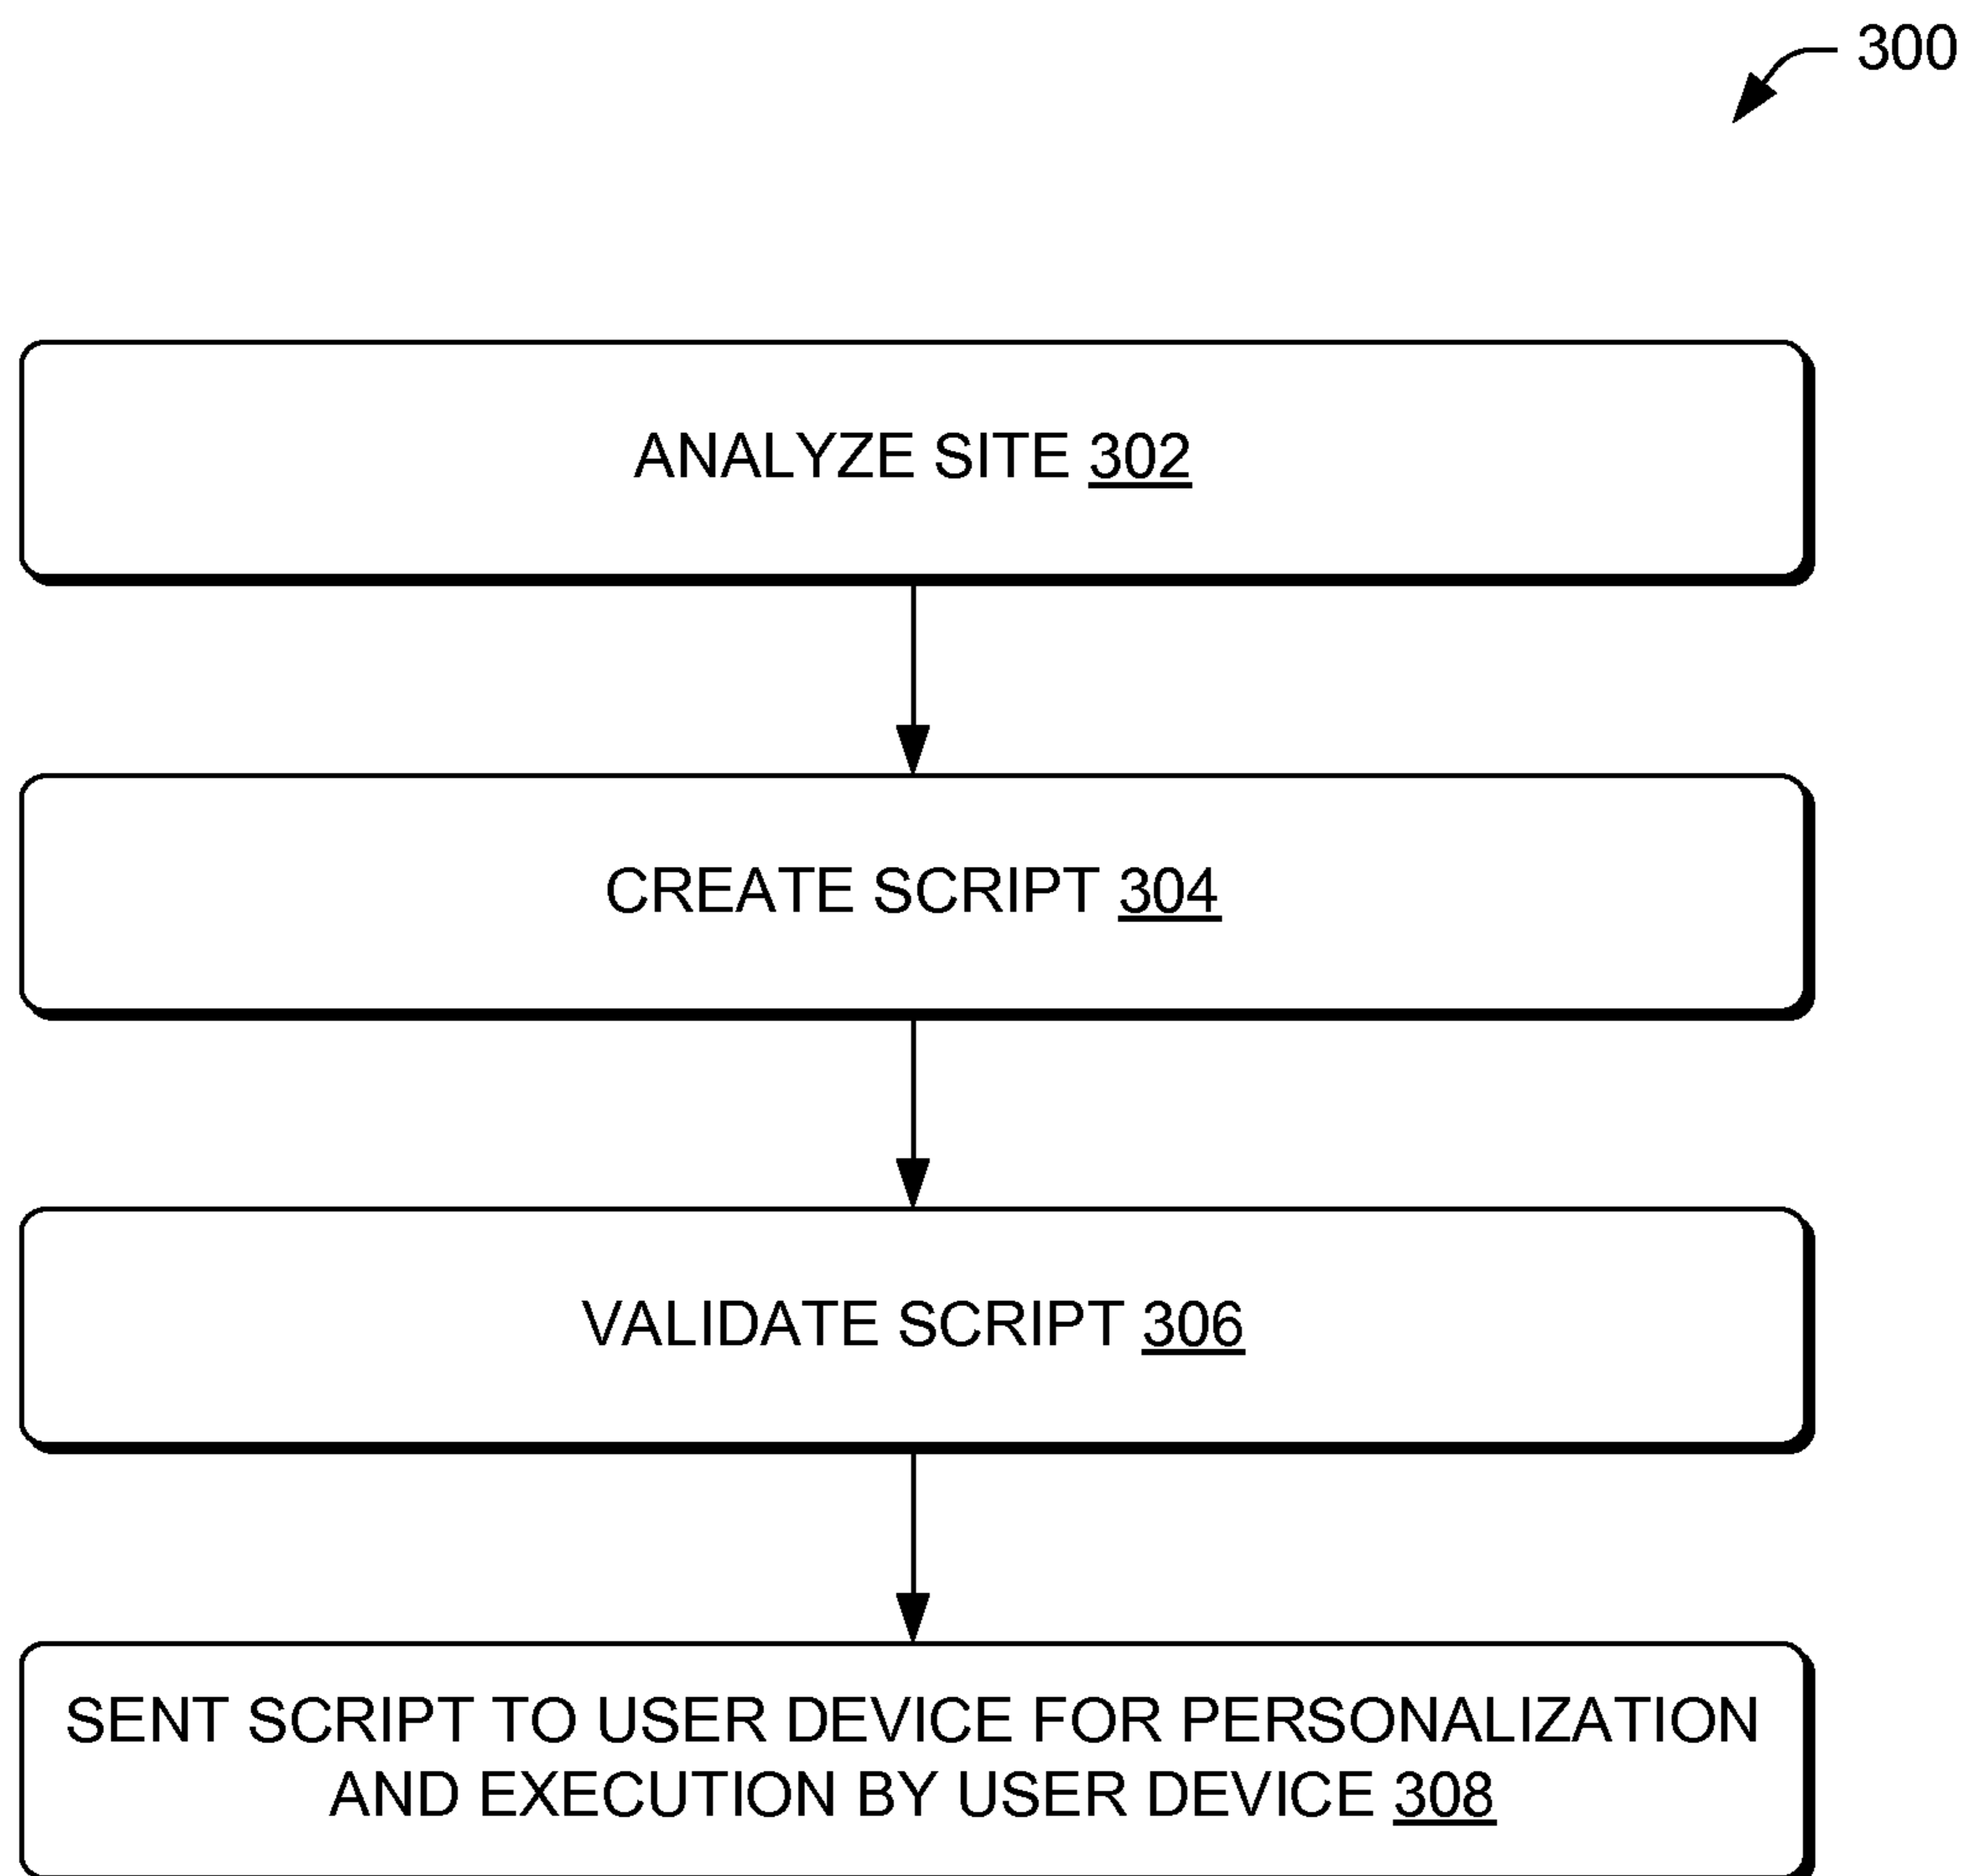 300
ANALYZE SITE 302
CREATE SCRIPT 304
VALIDATE SCRIPT 306
SENT SCRIPT TO USER DEVICE FOR PERSONALIZATION
AND EXECUTION BY USER DEVICE 308